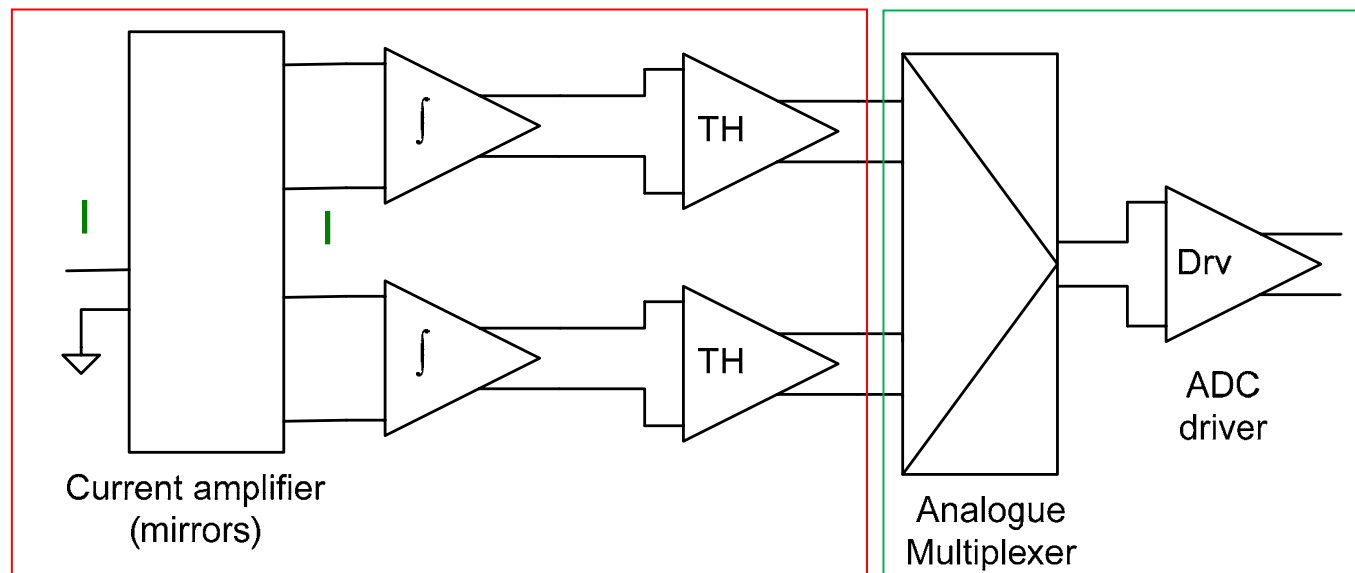 ∫
TH
I
I
Drv
∫
TH
ADC
driver
Current amplifier
(mirrors)
Analogue
Multiplexer